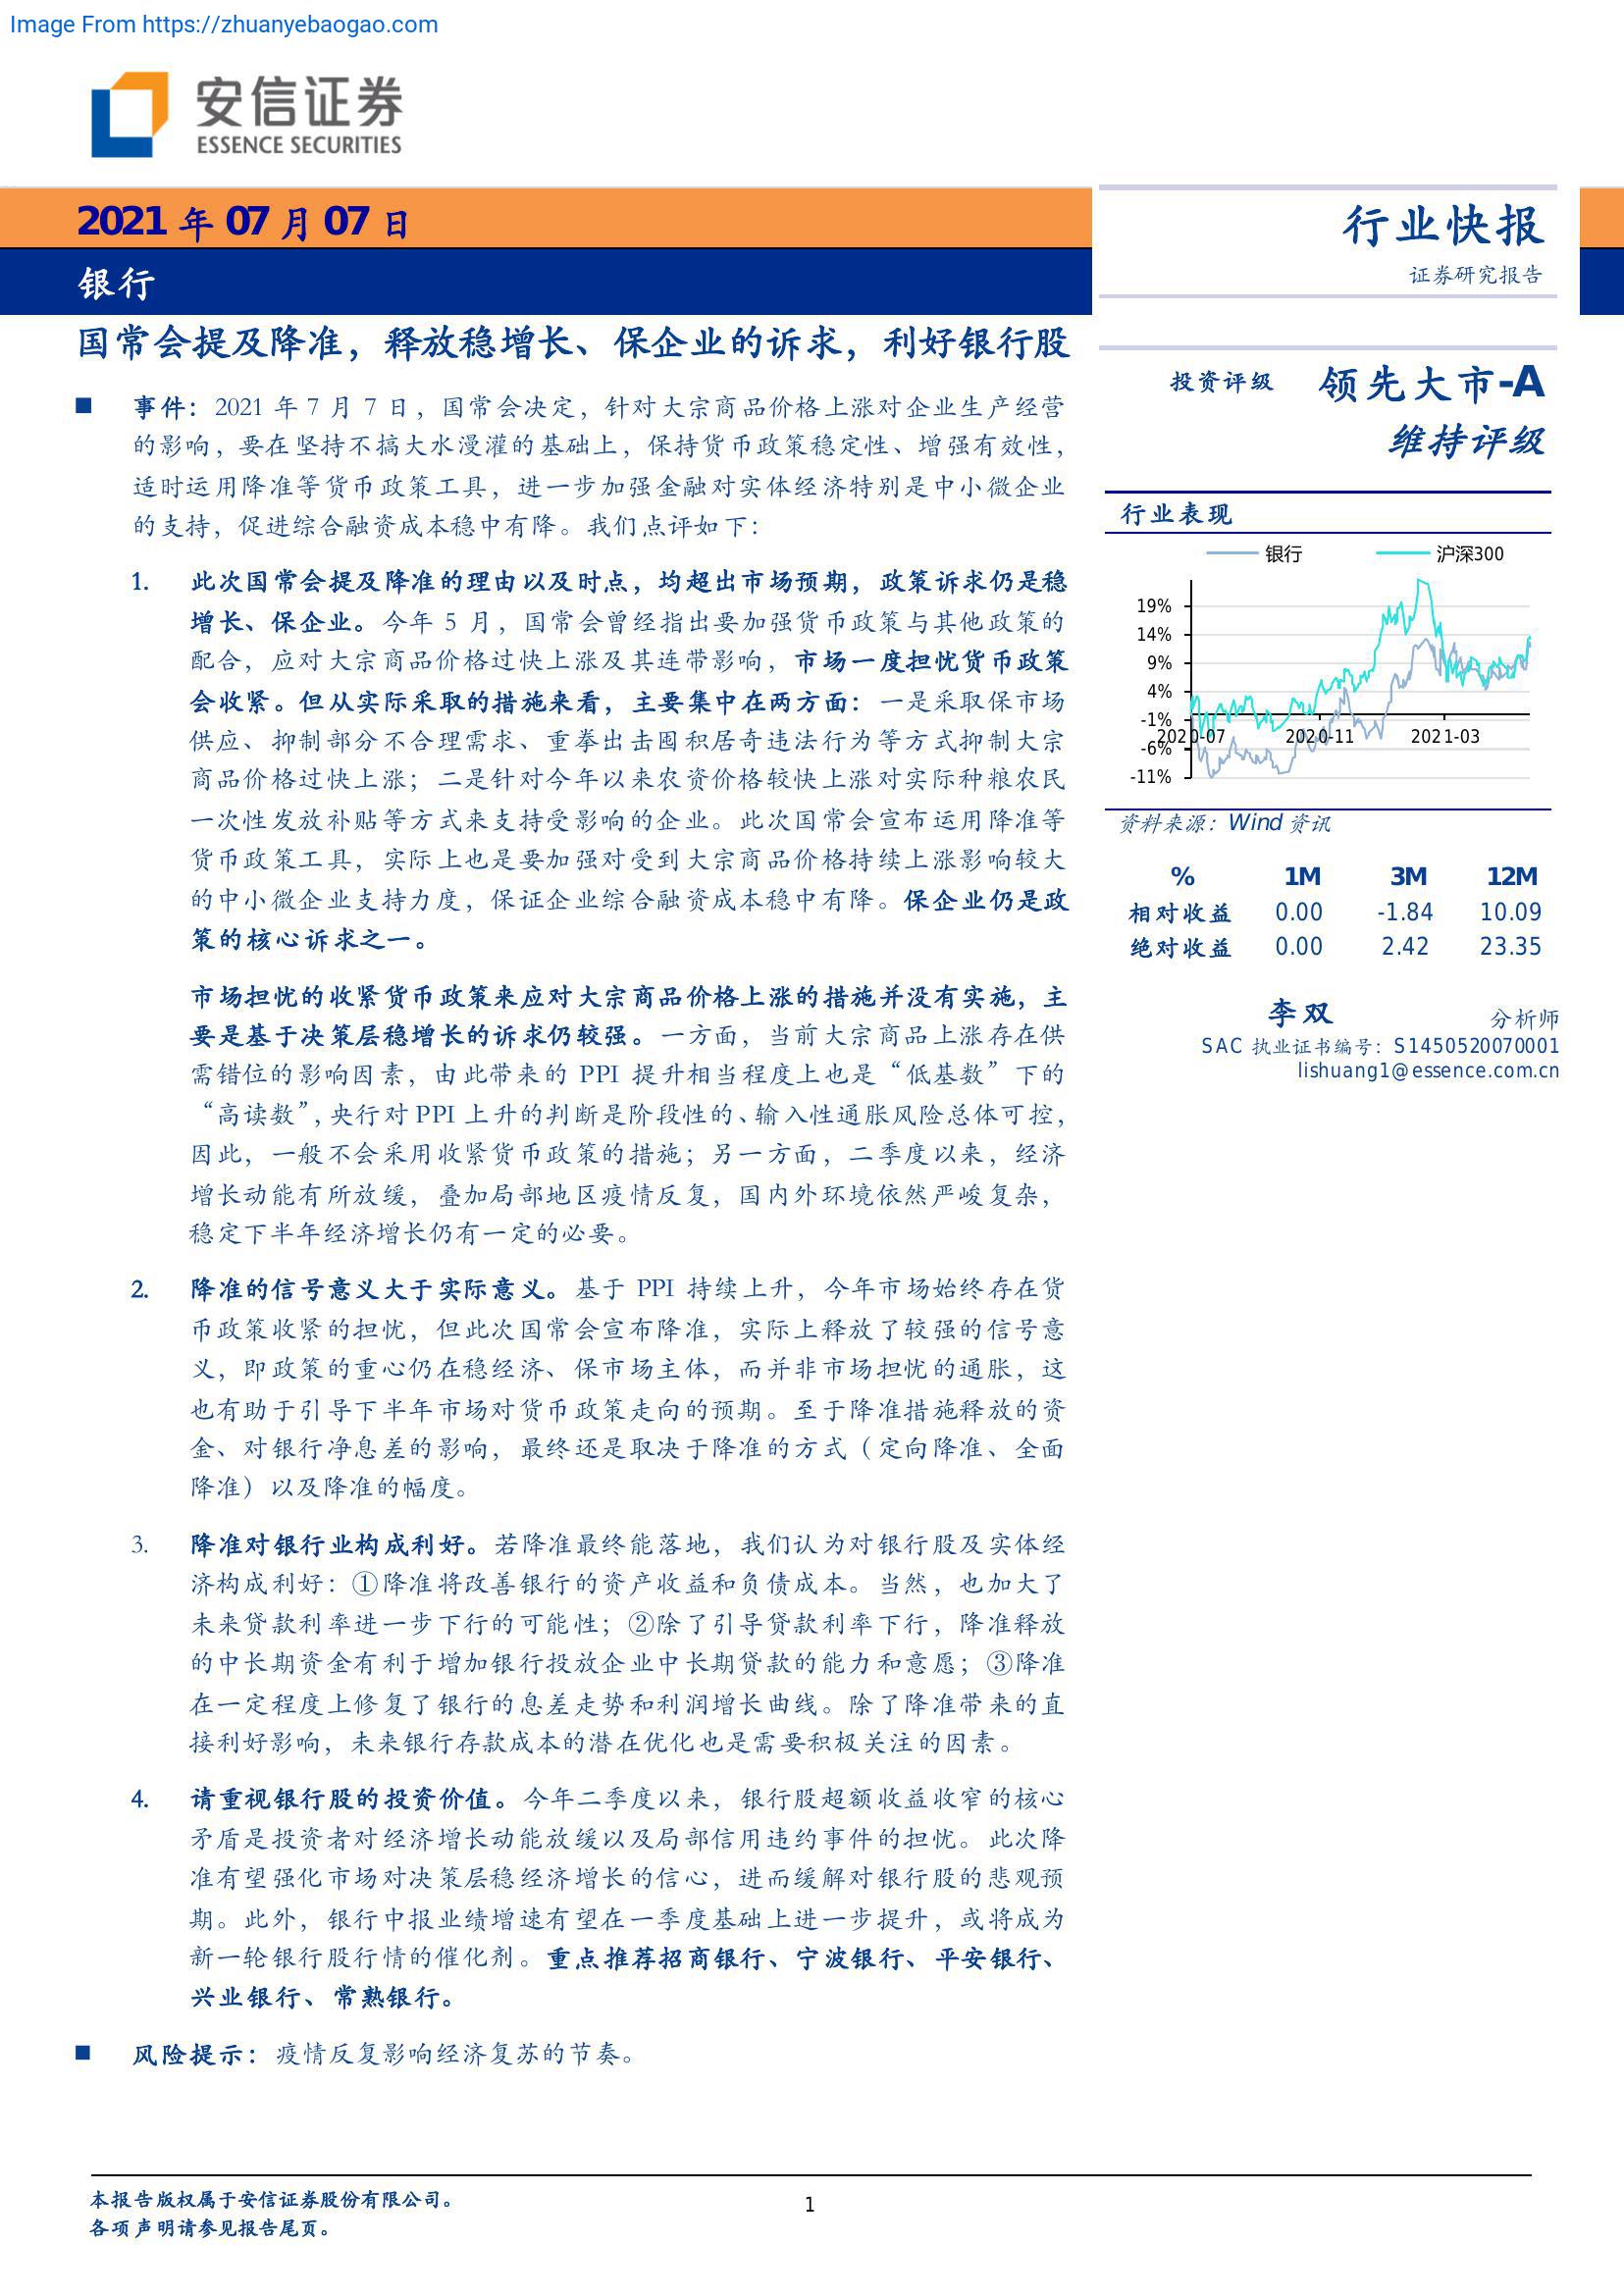 Image From https://zhuanyebaogao.com
安信证券
ESSENCE SECURITIES
2021 年 07 月 07 日
银行
行业快报
证券研究报告
国常会提及降准，释放稳增长、保企业的诉求，利好银行股
■ 事件：2021 年 7 月 7 日，国常会决定，针对大宗商品价格上涨对企业生产经营
的影响，要在坚持不搞大水漫灌的基础上，保持货币政策稳定性、增强有效性，
适时运用降准等货币政策工具，进一步加强金融对实体经济特别是中小微企业
的支持，促进综合融资成本稳中有降。我们点评如下：
1. 此次国常会提及降准的理由以及时点，均超出市场预期，政策诉求仍是稳
增长、保企业。今年 5 月，国常会曾经指出要加强货币政策与其他政策的
配合，应对大宗商品价格过快上涨及其连带影响，市场一度担忧货币政策
会收紧。但从实际采取的措施来看，主要集中在两方面：一是采取保市场
供应、抑制部分不合理需求、重拳出击囤积居奇违法行为等方式抑制大宗
商品价格过快上涨；二是针对今年以来农资价格较快上涨对实际种粮农民
一次性发放补贴等方式来支持受影响的企业。此次国常会宣布运用降准等
货币政策工具，实际上也是要加强对受到大宗商品价格持续上涨影响较大
的中小微企业支持力度，保证企业综合融资成本稳中有降。保企业仍是政
策的核心诉求之一。
市场担忧的收紧货币政策来应对大宗商品价格上涨的措施并没有实施，主
要是基于决策层稳增长的诉求仍较强。一方面，当前大宗商品上涨存在供
需错位的影响因素，由此带来的 PPI 提升相当程度上也是“低基数”下的
“高读数”，央行对 PPI 上升的判断是阶段性的、输入性通胀风险总体可控，
因此，一般不会采用收紧货币政策的措施；另一方面，二季度以来，经济
增长动能有所放缓，叠加局部地区疫情反复，国内外环境依然严峻复杂，
稳定下半年经济增长仍有一定的必要。
2. 降准的信号意义大于实际意义。基于 PPI 持续上升，今年市场始终存在货
币政策收紧的担忧，但此次国常会宣布降准，实际上释放了较强的信号意
义，即政策的重心仍在稳经济、保市场主体，而并非市场担忧的通胀，这
也有助于引导下半年市场对货币政策走向的预期。至于降准措施释放的资
金、对银行净息差的影响，最终还是取决于降准的方式（定向降准、全面
降准）以及降准的幅度。
3. 降准对银行业构成利好。若降准最终能落地，我们认为对银行股及实体经
济构成利好：①降准将改善银行的资产收益和负债成本。当然，也加大了
未来贷款利率进一步下行的可能性；②除了引导贷款利率下行，降准释放
的中长期资金有利于增加银行投放企业中长期贷款的能力和意愿；③降准
在一定程度上修复了银行的息差走势和利润增长曲线。除了降准带来的直
接利好影响，未来银行存款成本的潜在优化也是需要积极关注的因素。
4. 请重视银行股的投资价值。今年二季度以来，银行股超额收益收窄的核心
矛盾是投资者对经济增长动能放缓以及局部信用违约事件的担忧。此次降
准有望强化市场对决策层稳经济增长的信心，进而缓解对银行股的悲观预
期。此外，银行中报业绩增速有望在一季度基础上进一步提升，或将成为
新一轮银行股行情的催化剂。重点推荐招商银行、宁波银行、平安银行、
兴业银行、常熟银行。
■ 风险提示：疫情反复影响经济复苏的节奏。
投资评级 领先大市-A
维持评级
行业表现
银行 沪深300
19%
14%
9%
4%
-1%
2020-07 2020-11 2021-03
-6%
-11%
资料来源：Wind 资讯
% 1M 3M 12M
相对收益 0.00 -1.84 10.09
绝对收益 0.00 2.42 23.35
李双 分析师
SAC 执业证书编号：S1450520070001
lishuang1@essence.com.cn
本报告版权属于安信证券股份有限公司。
各项声明请参见报告尾页。
1